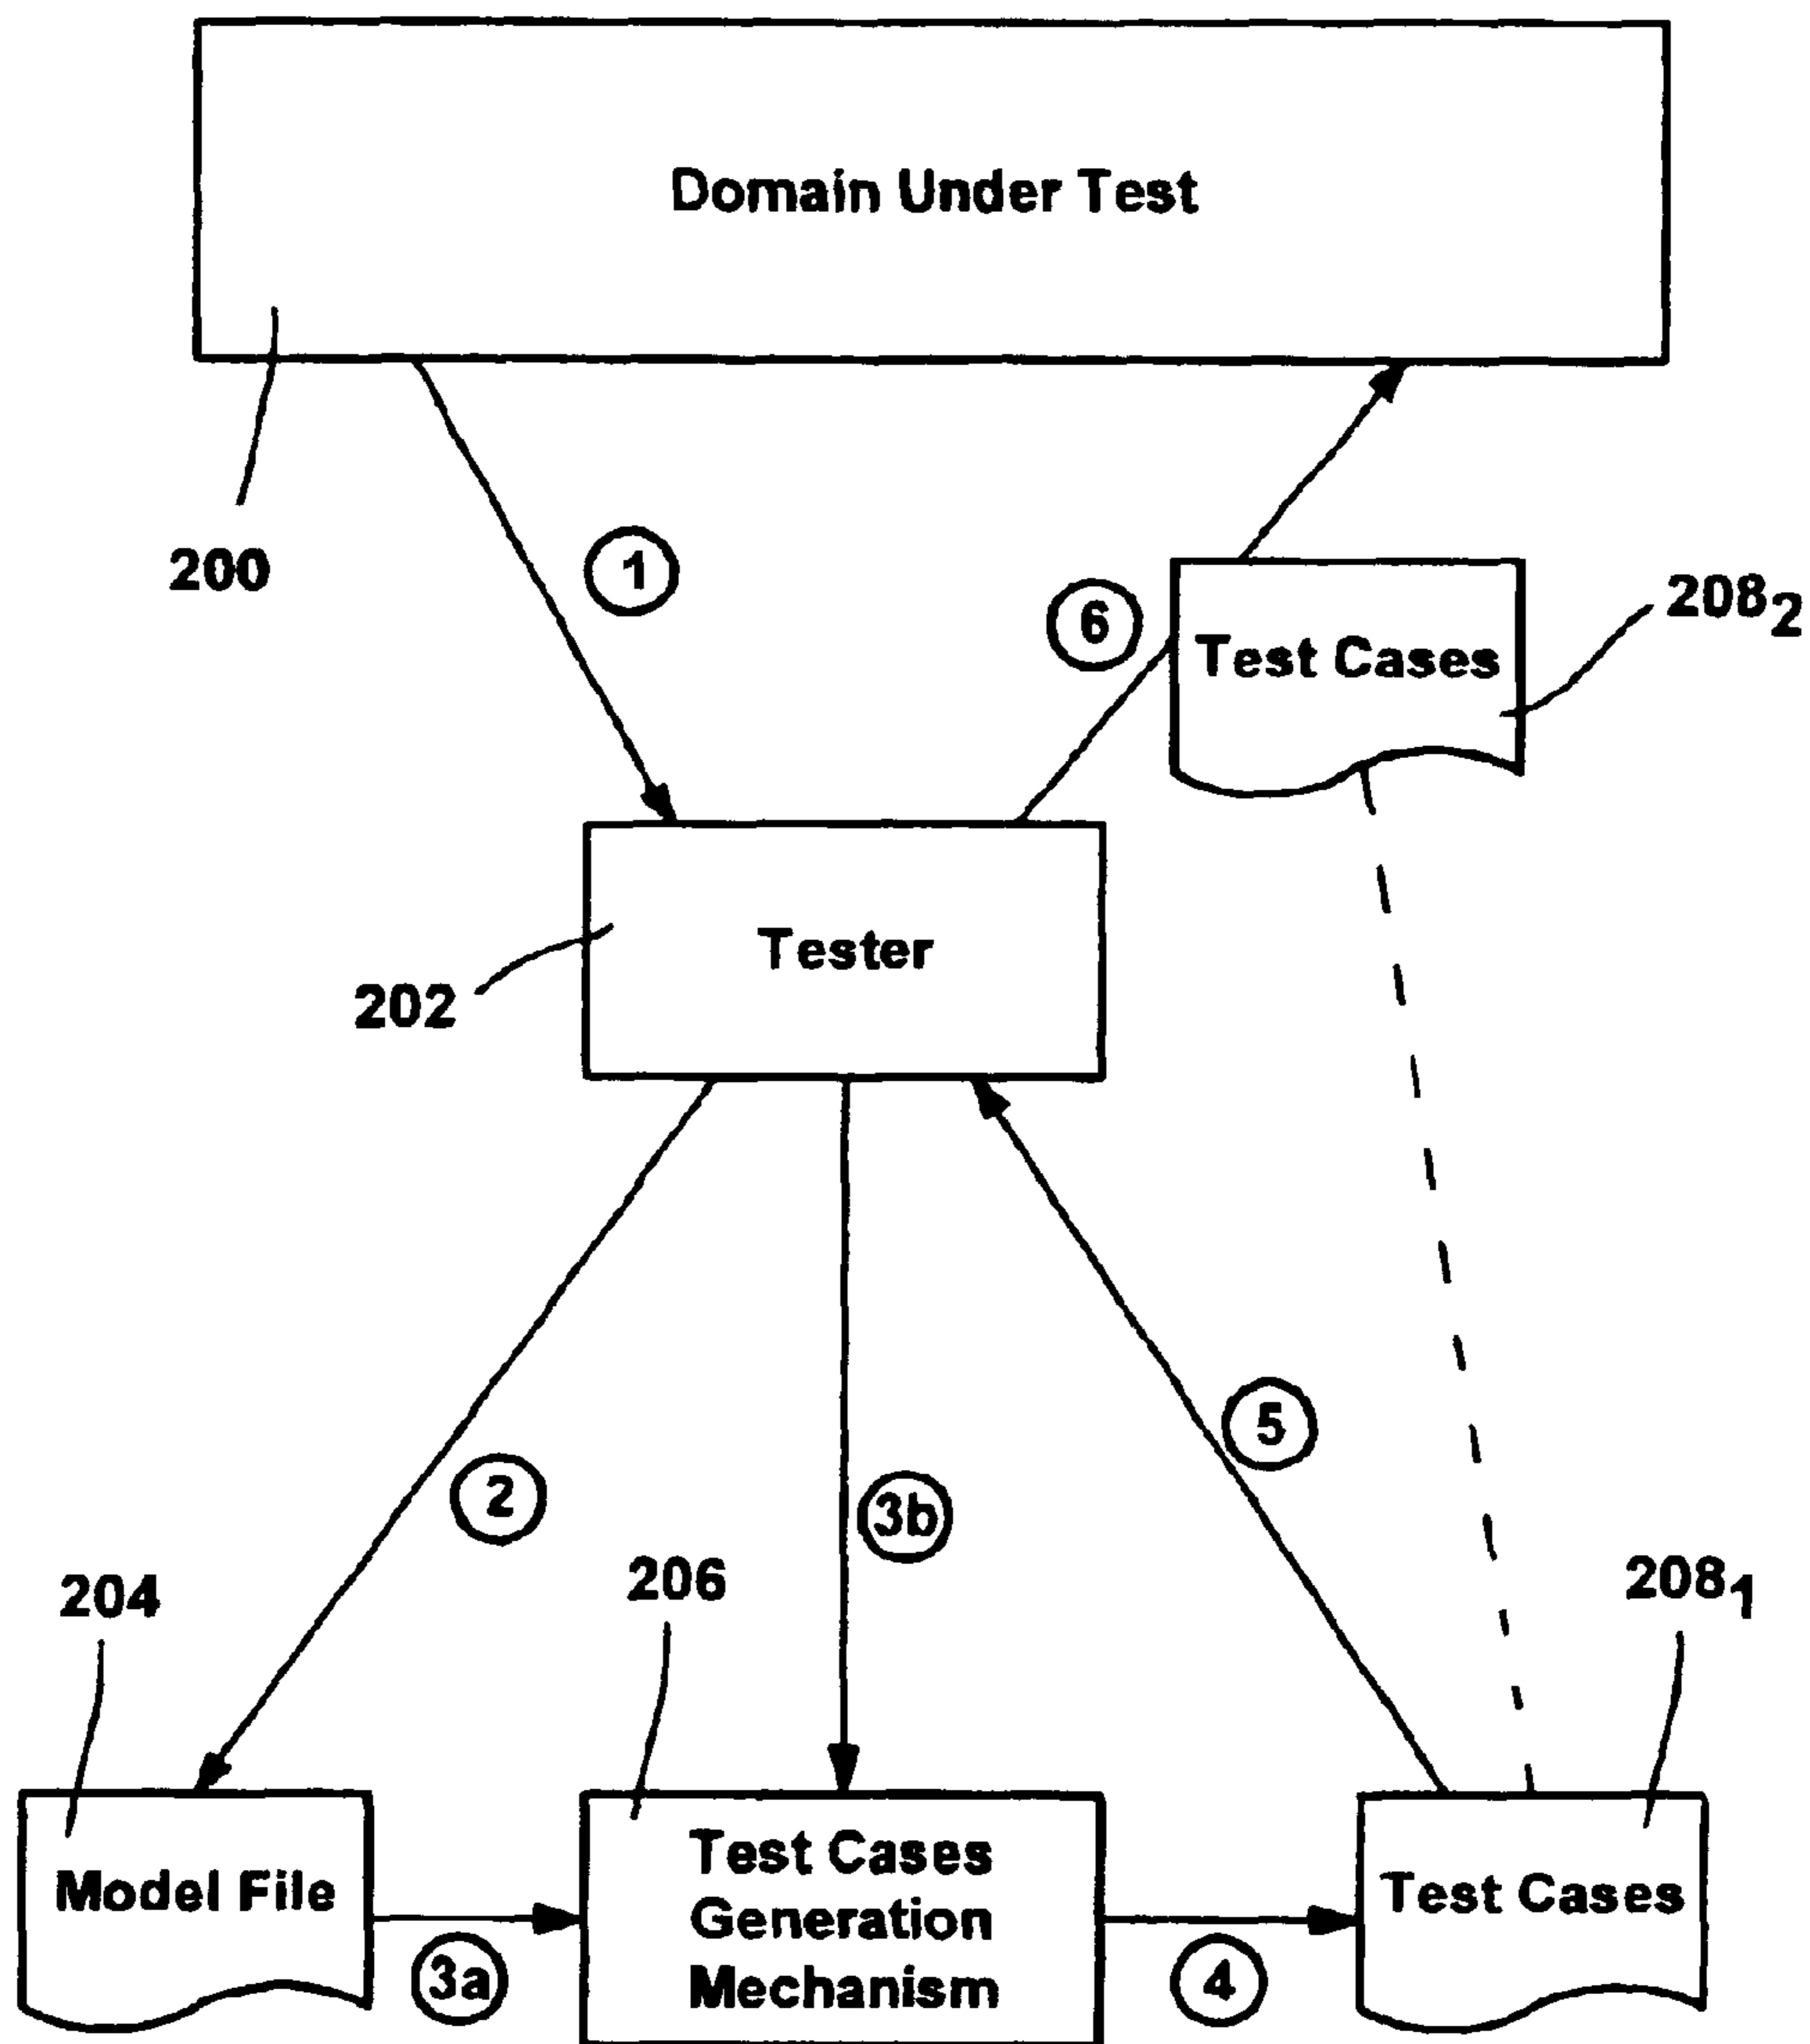 Domain Under Test
200
1
6
Test Cases
208₂
Tester
202
2
3b
5
204
206
208₁
Model File
3a
Test Cases
Generation
Mechanism
4
Test Cases